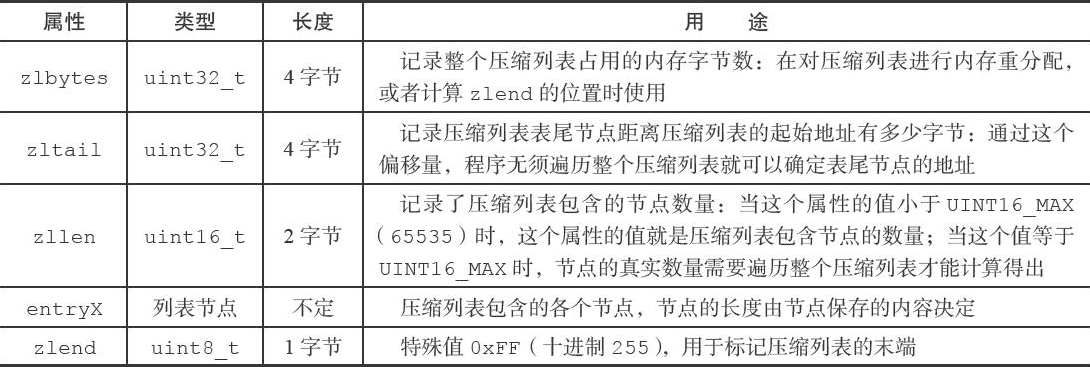 属性 类型 长度 用 途
记录整个压缩列表占用的内存字节数：在对压缩列表进行内存重分配，
zlbytes uint32_t 4 字节
或者计算 zlend 的位置时使用
记录压缩列表表尾节点距离压缩列表的起始地址有多少字节：通过这个
zltail uint32_t 4 字节
偏移量，程序无须遍历整个压缩列表就可以确定表尾节点的地址
记录了压缩列表包含的节点数量：当这个属性的值小于 UINT16_MAX
zllen uint16_t 2 字节 （65535）时，这个属性的值就是压缩列表包含节点的数量；当这个值等于
UINT16_MAX 时，节点的真实数量需要遍历整个压缩列表才能计算得出
entryX 列表节点 不定 压缩列表包含的各个节点，节点的长度由节点保存的内容决定
zlend uint8_t 1 字节 特殊值 0xFF（十进制 255），用于标记压缩列表的末端